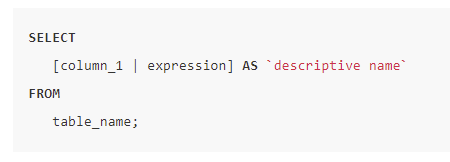 SELECT
[column_1 | expression] AS `descriptive name`
FROM
table_name;